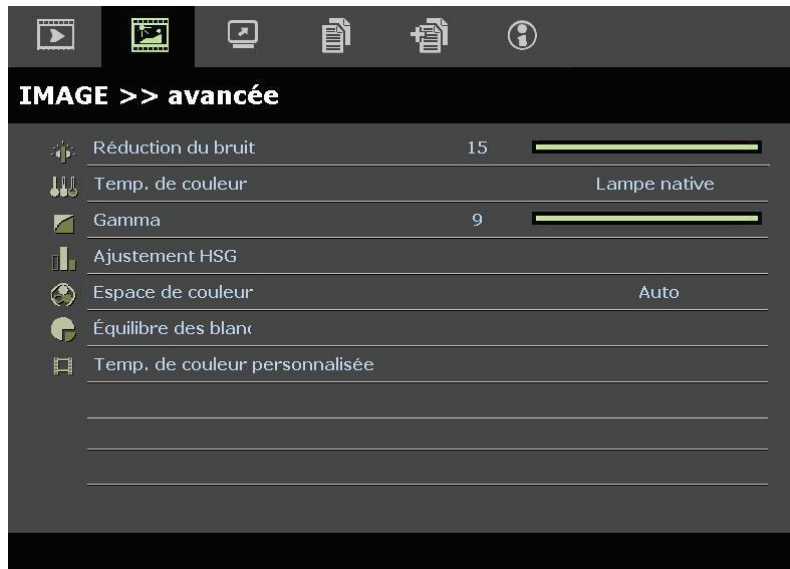 IMAGE >> avancée
Réduction du bruit 15
Temp. de couleur Lampe native
Gamma 9
Ajustement HSG
Espace de couleur Auto
Équilibre des blanc
Temp. de couleur personnalisée